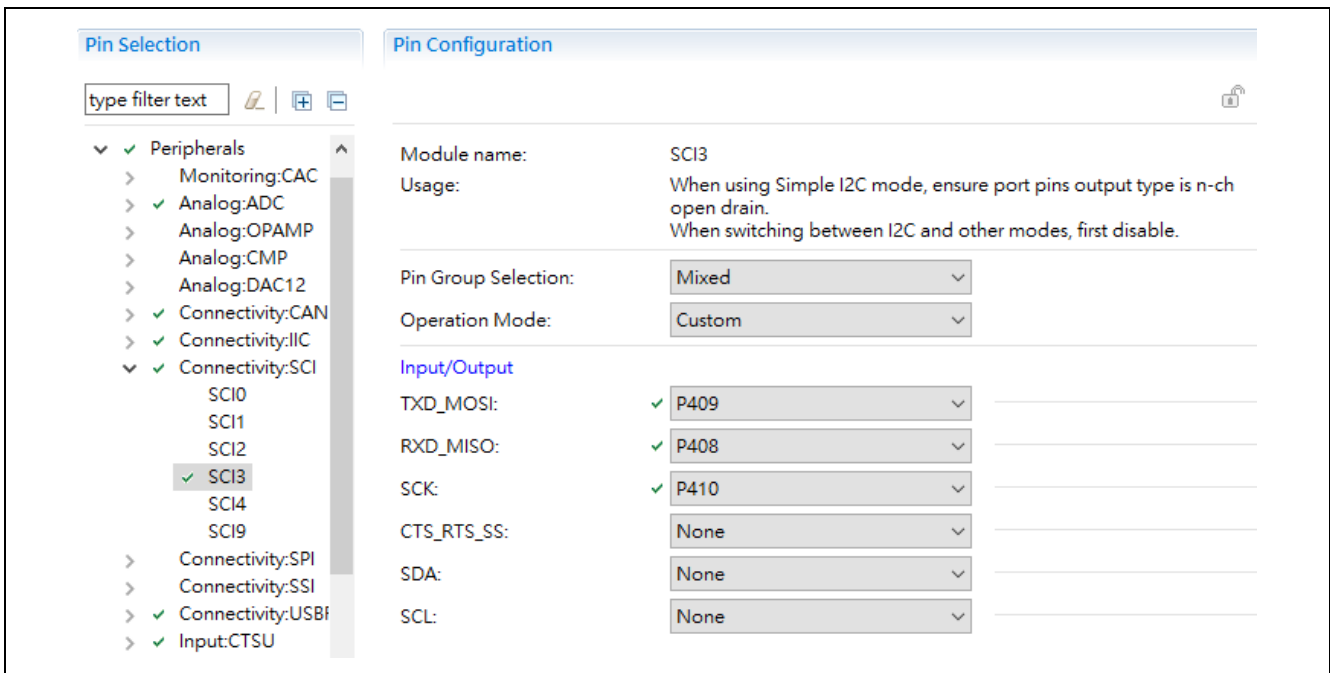 Pin Selection
type filter text
Peripherals
Monitoring:CAC
Analog:ADC
Analog:OPAMP
Analog:CMP
Analog:DAC12
Connectivity:CAN
Connectivity:IIC
Connectivity:SCI
SCI0
SCI1
SCI2
SCI3
SCI4
SCI9
Connectivity:SPI
Connectivity:SSI
Connectivity:USBF
Input:CTSU
Pin Configuration
Module name: SCI3
Usage: When using Simple I2C mode, ensure port pins output type is n-ch
open drain.
When switching between I2C and other modes, first disable.
Pin Group Selection: Mixed
Operation Mode: Custom
Input/Output
TXD_MOSI: P409
RXD_MISO: P408
SCK: P410
CTS_RTS_SS: None
SDA: None
SCL: None